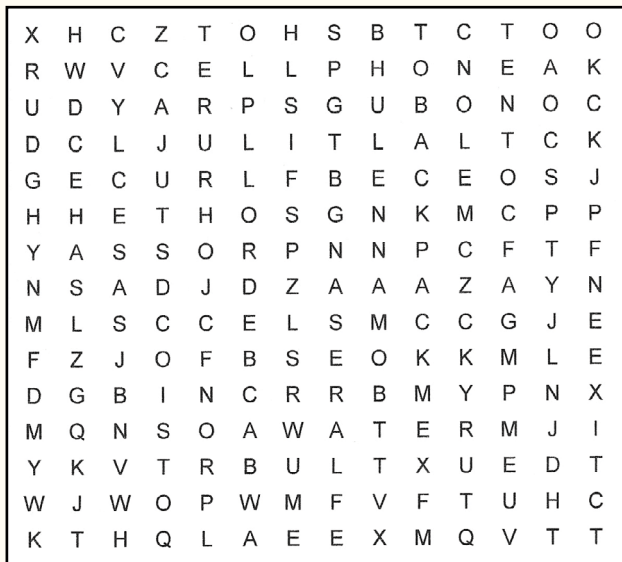 X H C Z T O H S B T C T O O
R W V C E L L P H O N E A K
U D Y A R P S G U B O N O C
D C L J U L I T L A L T C K
G E C U R L F B E C E O S J
H H E T H O S G N K M C P P
Y A S S O R P N N P C F T F
N S A D J D Z A A A Z A Y N
M L S C C E L S M C C G J E
F Z J O F B S E O K K M L E
D G B I N C R R B M Y P N X
M Q N S O A W A T E R M J I
Y K V T R B U L T X U E D T
W J W O P W M F V F T U H C
K T H Q L A E E X M Q V T T